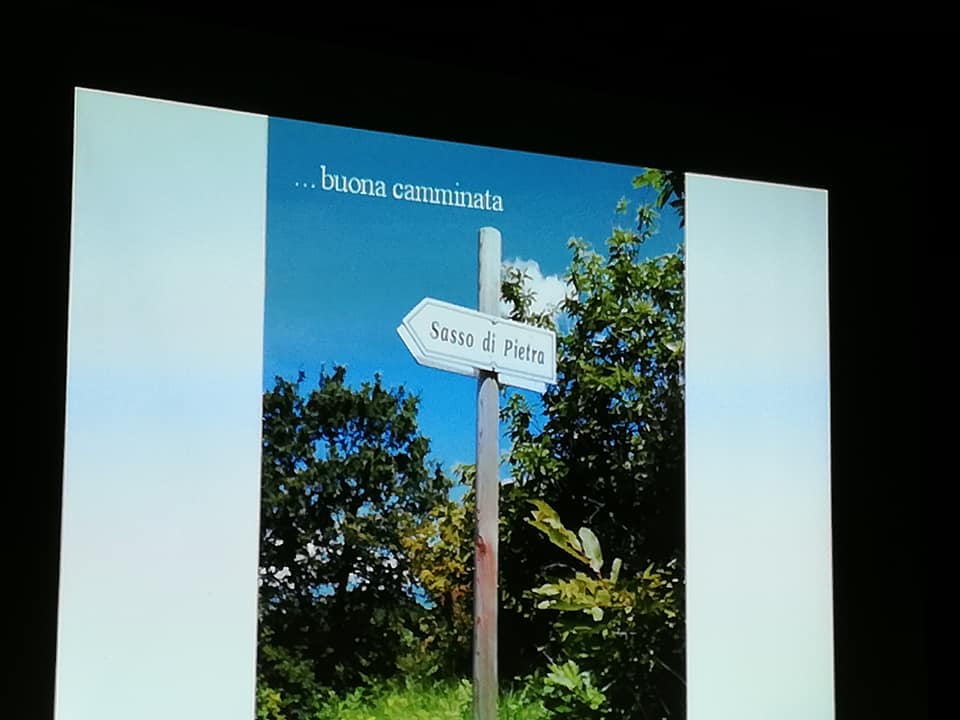 ...buona camminata
Sasso di Pietra